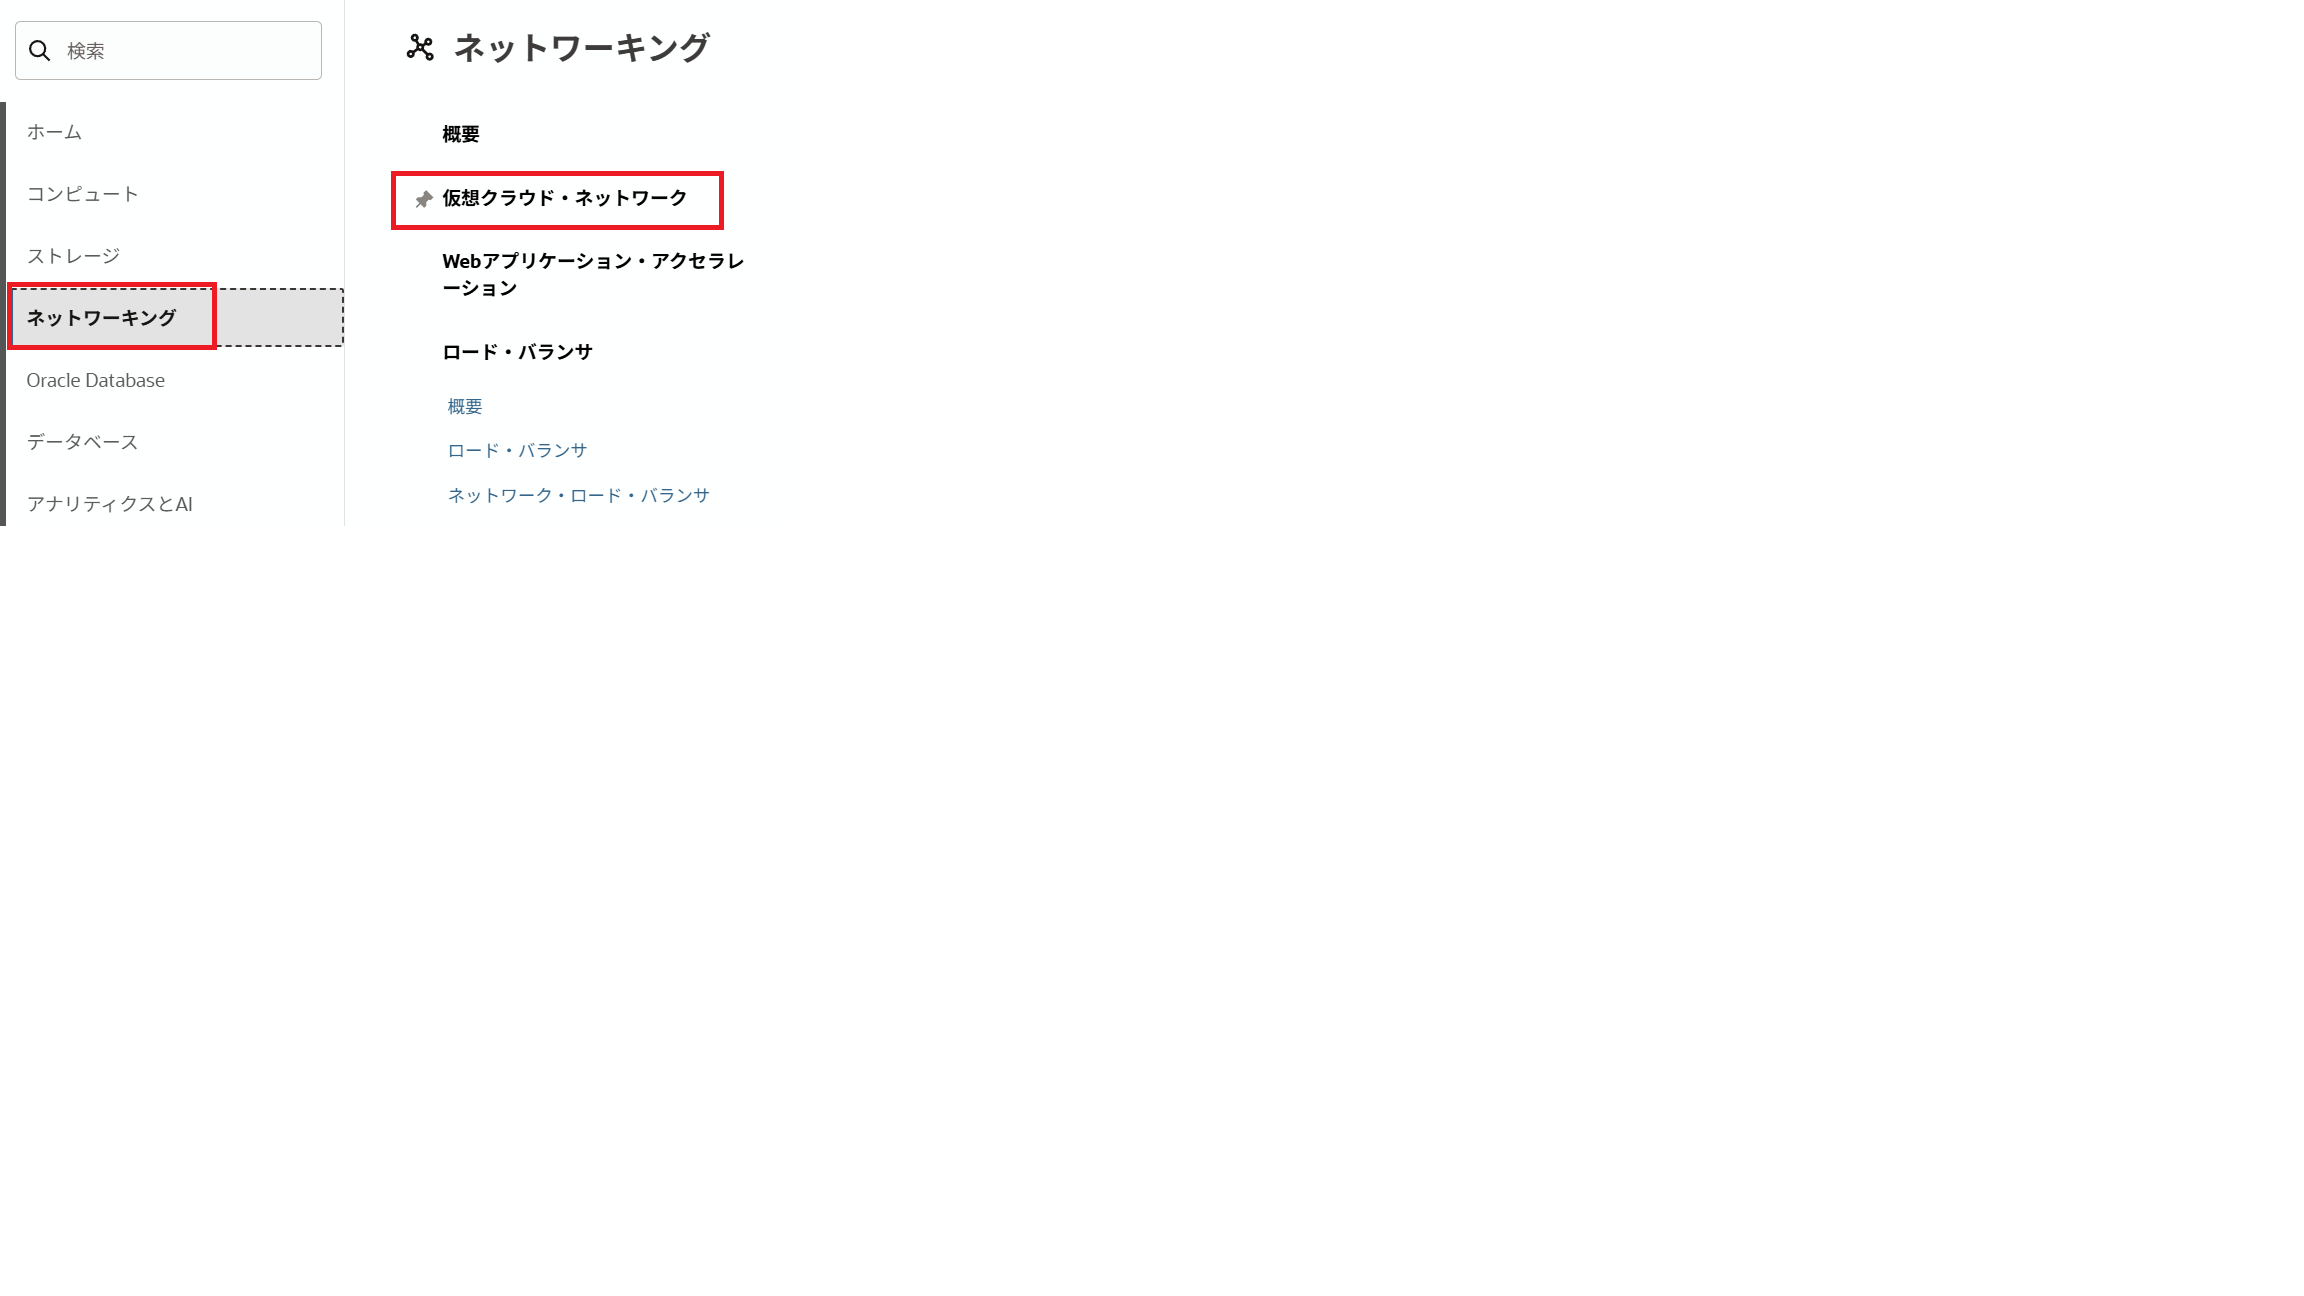 検索
ホーム
コンピュート
ストレージ
ネットワーキング
Oracle Database
データベース
アナリティクスとAI
ネットワーキング
概要
仮想クラウド・ネットワーク
Webアプリケーション・アクセラレ
ーション
ロード・バランサ
概要
ロード・バランサ
ネットワーク・ロード・バランサ